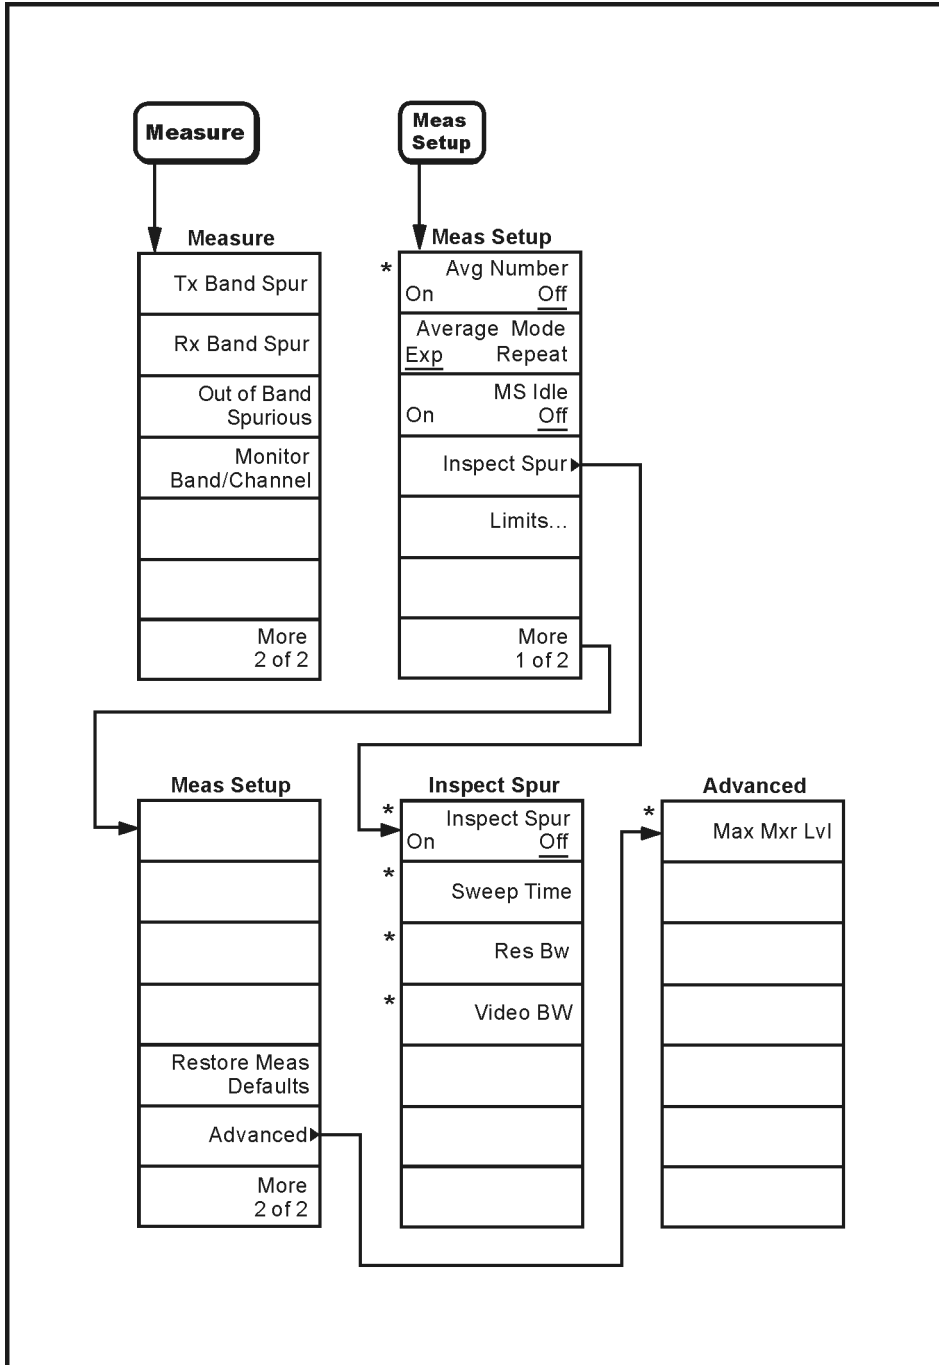 Measure
Meas
Setup
Measure
Tx Band Spur
Rx Band Spur
Out of Band
Spurious
Monitor
Band/Channel
More
2 of 2
Meas Setup
* Avg Number
On Off
Average Mode
Exp Repeat
MS Idle
On Off
Inspect Spur
Limits...
More
1 of 2
Meas Setup
Restore Meas
Defaults
Advanced
More
2 of 2
Inspect Spur
* Inspect Spur
On Off
* Sweep Time
* Res Bw
* Video BW
Advanced
* Max Mxr Lvl